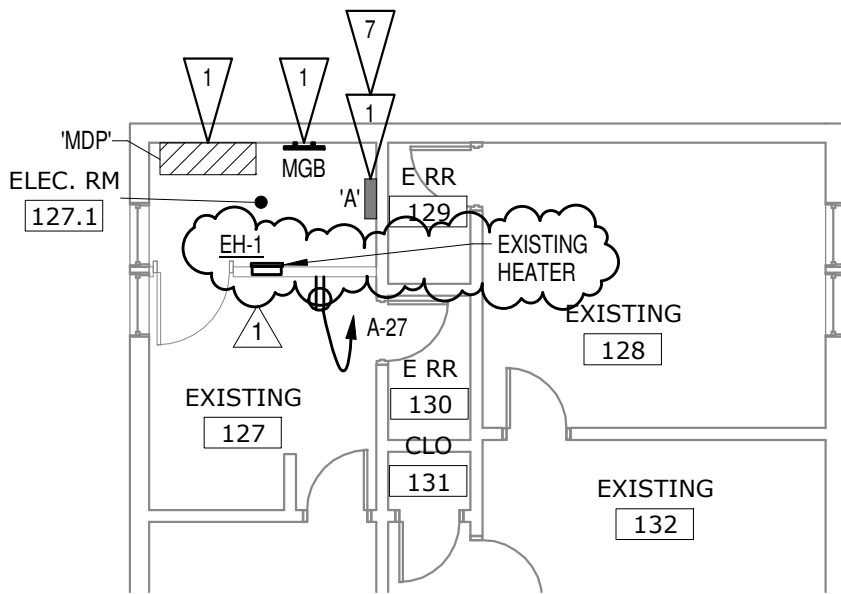 7
1
1
1
'MDP'
MGB
ELEC. RM
127.1
'A'
E RR
129
EH-1
EXISTING
HEATER
1
A-27
EXISTING
128
E RR
130
EXISTING
127
CLO
131
EXISTING
132